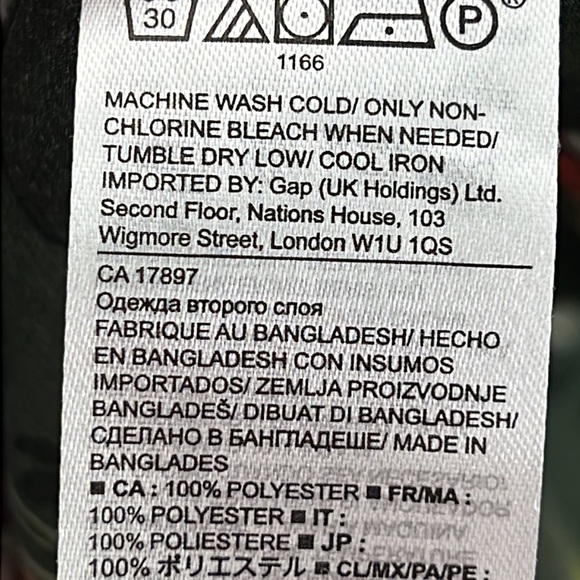 30 P ®
1166
MACHINE WASH COLD/ ONLY NON-
CHLORINE BLEACH WHEN NEEDED/
TUMBLE DRY LOW/ COOL IRON
IMPORTED BY: Gap (UK Holdings) Ltd.
Second Floor, Nations House, 103
Wigmore Street, London W1U 1QS
CA 17897
Одежда второго слоя
FABRIQUE AU BANGLADESH/ HECHO
EN BANGLADESH CON INSUMOS
IMPORTADOS/ ZEMLJA PROIZVODNJE
BANGLADEŠ/ DIBUAT DI BANGLADESH/
СДЕЛАНО В БАНГЛАДЕШЕ/ MADE IN
BANGLADES
■ CA : 100% POLYESTER ■ FR/MA :
100% POLYESTER ■ IT :
100% POLIESTERE ■ JP :
100% ポリエステル ■ CL/MX/PA/PE :